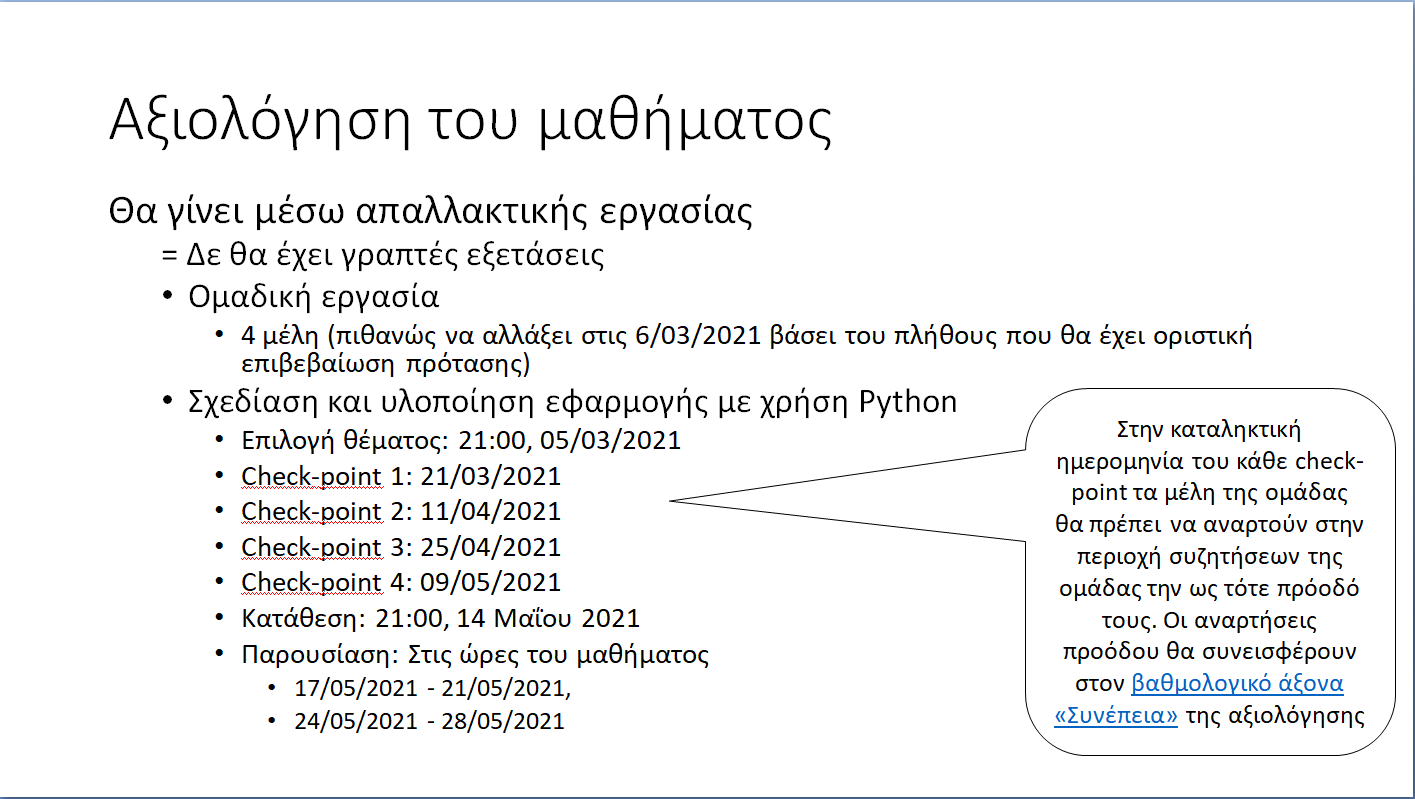 Αξιολόγηση του μαθήματος
Θα γίνει μέσω απαλλακτικής εργασίας
= Δε θα έχει γραπτές εξετάσεις
• Ομαδική εργασία
• 4 μέλη (πιθανώς να αλλάξει στις 6/03/2021 βάσει του πλήθους που θα έχει οριστική
επιβεβαίωση πρότασης)
• Σχεδίαση και υλοποίηση εφαρμογής με χρήση Python
• Επιλογή θέματος: 21:00, 05/03/2021
• Check-point 1: 21/03/2021
• Check-point 2: 11/04/2021
• Check-point 3: 25/04/2021
• Check-point 4: 09/05/2021
• Κατάθεση: 21:00, 14 Μαΐου 2021
• Παρουσίαση: Στις ώρες του μαθήματος
• 17/05/2021 - 21/05/2021,
• 24/05/2021 - 28/05/2021
Στην καταληκτική
ημερομηνία του κάθε check-
point τα μέλη της ομάδας
θα πρέπει να αναρτούν στην
περιοχή συζητήσεων της
ομάδας την ως τότε πρόοδό
τους. Οι αναρτήσεις
προόδου θα συνεισφέρουν
στον βαθμολογικό άξονα
«Συνέπεια» της αξιολόγησης